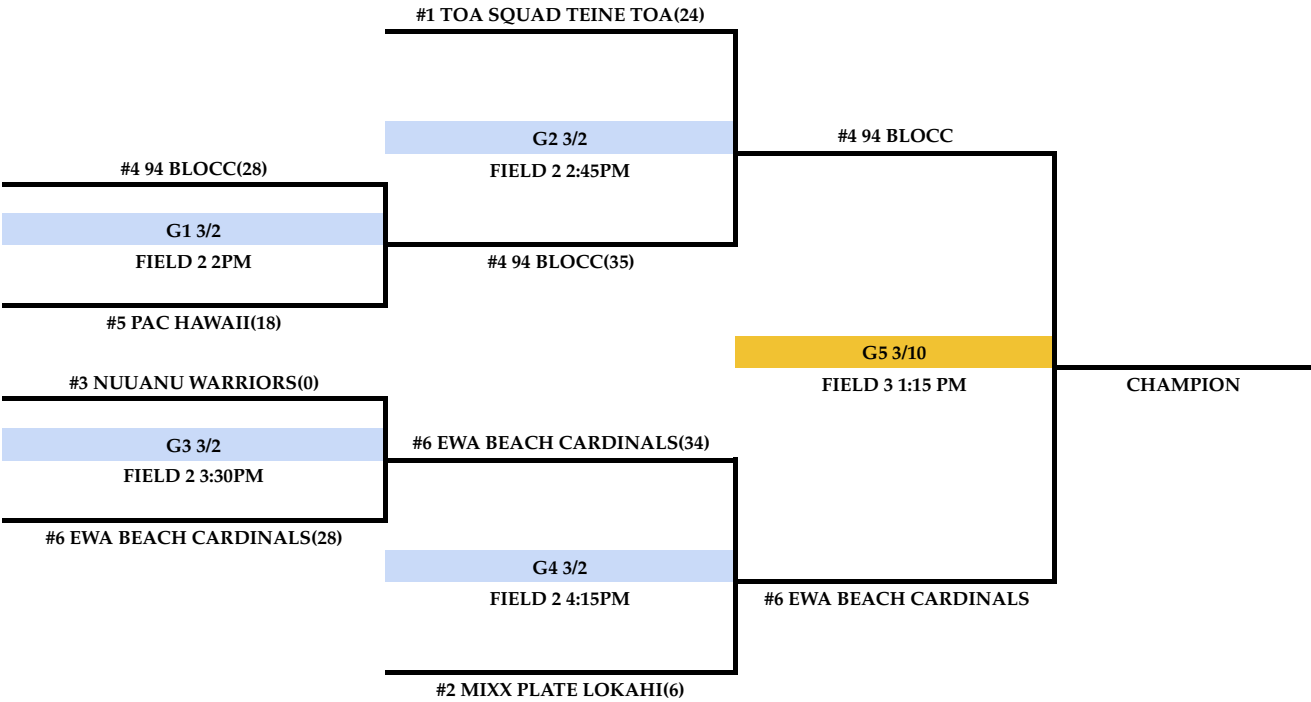 #1 TOA SQUAD TEINE TOA(24)
G2 3/2
#4 94 BLOCC
#4 94 BLOCC(28)
FIELD 2 2:45PM
G1 3/2
FIELD 2 2PM
#4 94 BLOCC(35)
#5 PAC HAWAII(18)
G5 3/10
#3 NUUANU WARRIORS(0)
FIELD 3 1:15 PM
CHAMPION
G3 3/2
#6 EWA BEACH CARDINALS(34)
FIELD 2 3:30PM
#6 EWA BEACH CARDINALS(28)
G4 3/2
FIELD 2 4:15PM
#6 EWA BEACH CARDINALS
#2 MIXX PLATE LOKAHI(6)